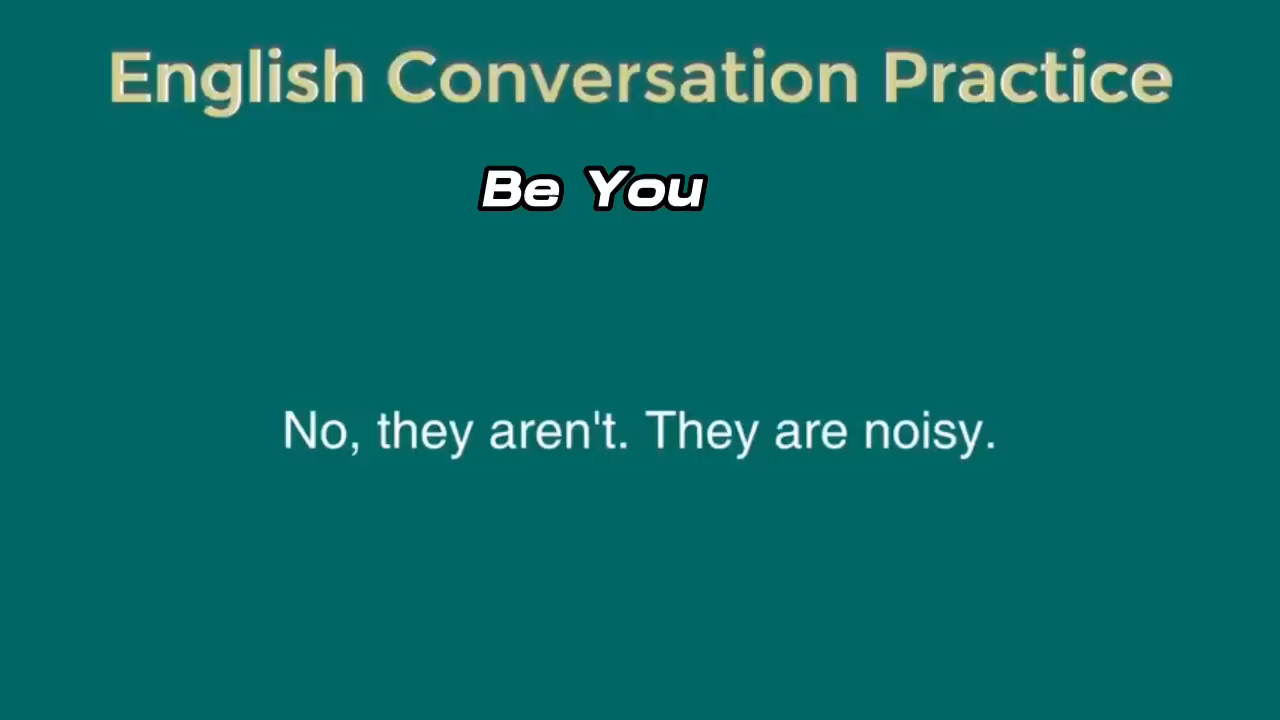 English Conversation Practice
Be You
No, they aren't. They are noisy.